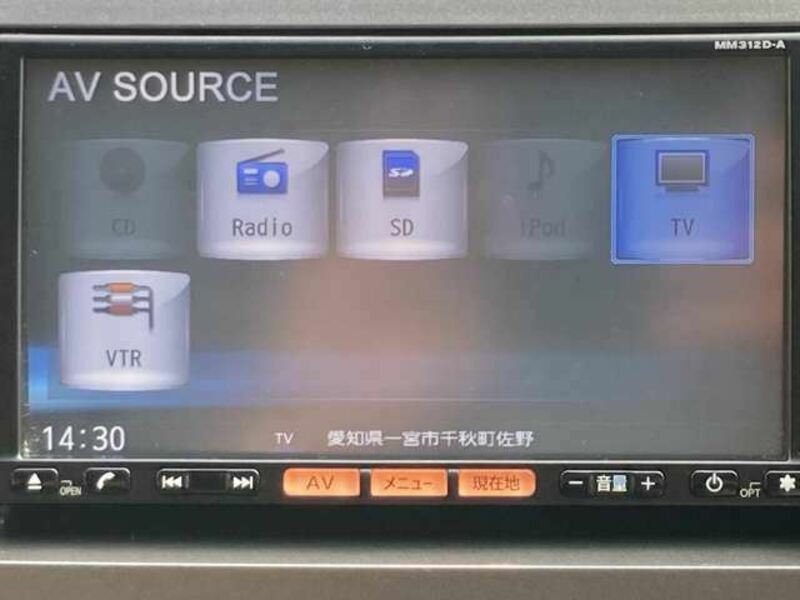 MM312D-A
AV SOURCE
CD Radio SD iPod TV
VTR
14:30 TV 愛知県一宮市千秋町佐野
OPEN AV メニュー 現在地 − 音量 + OPT